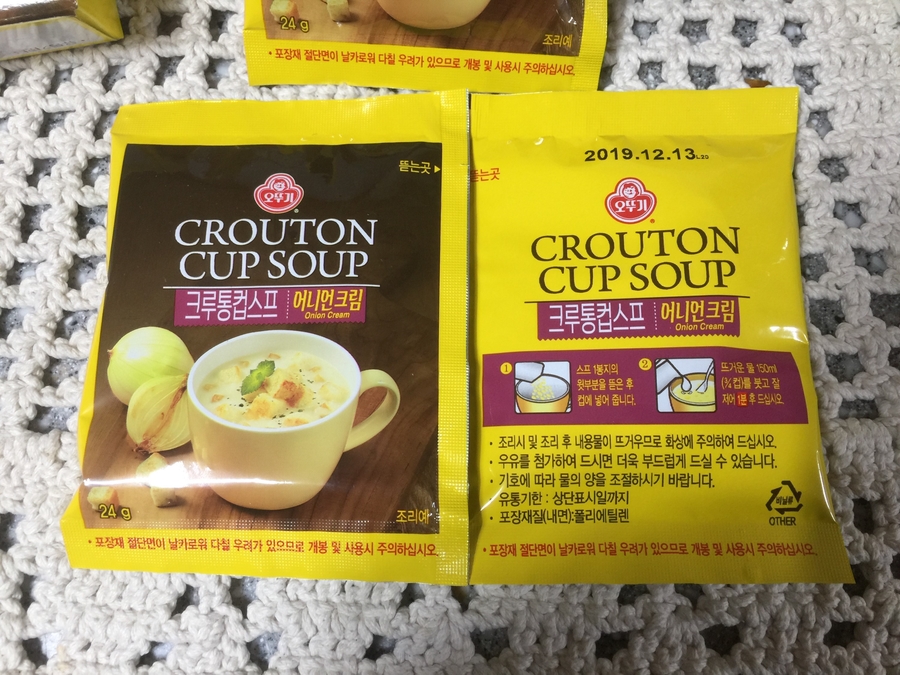 24 g
조리예
* 포장재 절단면이 날카로워 다칠 우려가 있으므로 개봉 및 사용시 주의하십시오.
뜯는곳▶
오뚜기
CROUTON
CUP SOUP
크루통컵스프 어니언크림
Onion Cream
24 g
조리예
* 포장재 절단면이 날카로워 다칠 우려가 있으므로 개봉 및 사용시 주의하십시오.
2019.12.13 L20
뜯는곳
오뚜기
CROUTON
CUP SOUP
크루통컵스프 어니언크림
Onion Cream
1 스프 1봉지의
윗부분을 뜯은 후
컵에 넣어 줍니다.
2 뜨거운 물 150ml
(¾컵)를 붓고 잘
저어 1분 후 드십시오.
• 조리시 및 조리 후 내용물이 뜨거우므로 화상에 주의하여 드십시오.
• 우유를 첨가하여 드시면 더욱 부드럽게 드실 수 있습니다.
• 기호에 따라 물의 양을 조절하시기 바랍니다.
유통기한 : 상단표시일까지
• 포장재질(내면):폴리에틸렌
비닐류
OTHER
* 포장재 절단면이 날카로워 다칠 우려가 있으므로 개봉 및 사용시 주의하십시오.